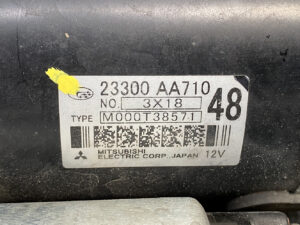 23300 AA710
NO. 3X18
48
TYPE M000T38571
MITSUBISHI
ELECTRIC CORP., JAPAN 12V